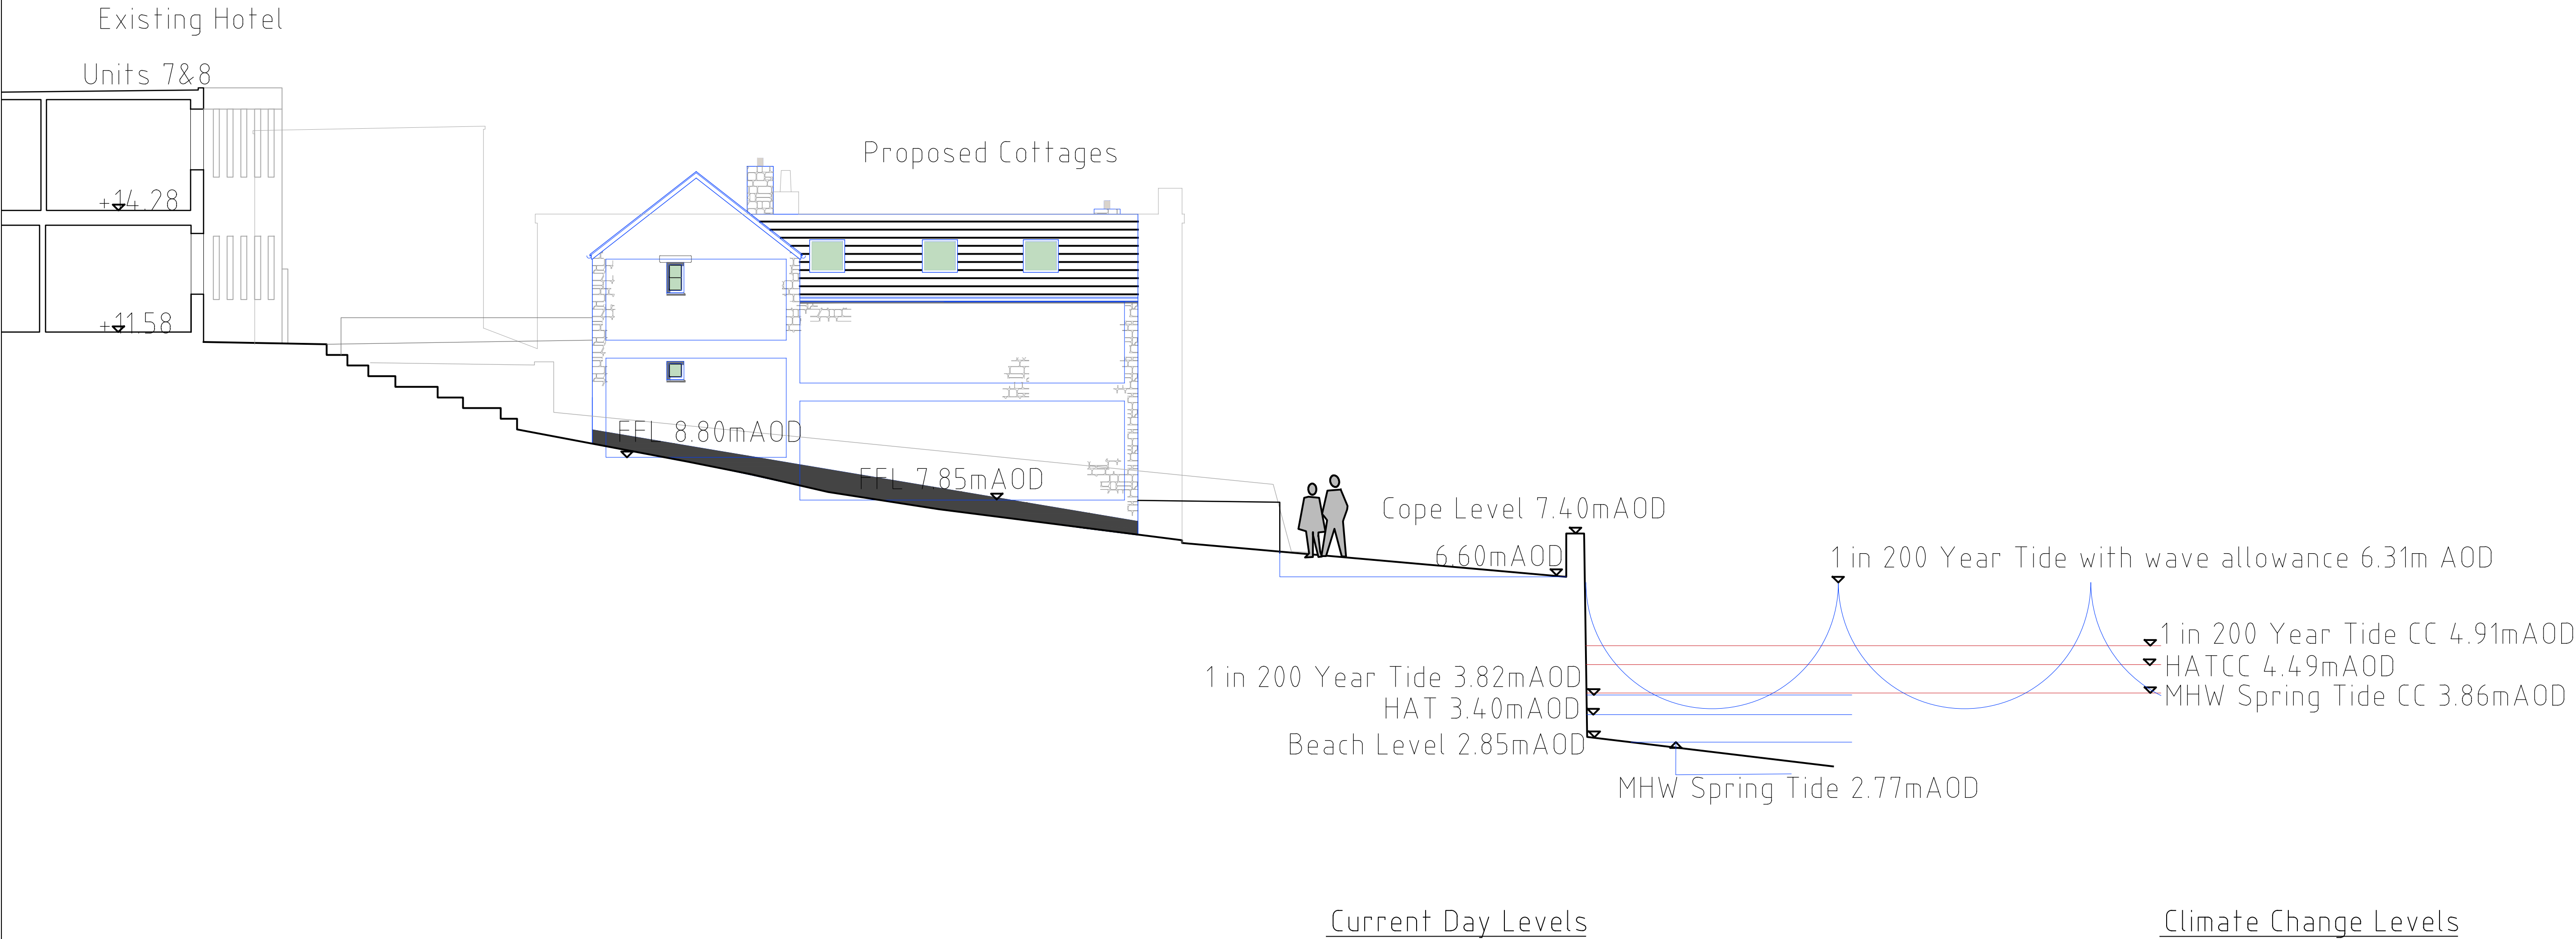 Existing Hotel
Units 7&8
Proposed Cottages
+14.28
+11.58
FFL 8.80mAOD
FFL 7.85mAOD
Cope Level 7.40mAOD
6.60mAOD
1 in 200 Year Tide with wave allowance 6.31m AOD
1 in 200 Year Tide CC 4.91mAOD
HATCC 4.49mAOD
MHW Spring Tide CC 3.86mAOD
1 in 200 Year Tide 3.82mAOD
HAT 3.40mAOD
Beach Level 2.85mAOD
MHW Spring Tide 2.77mAOD
Current Day Levels
Climate Change Levels